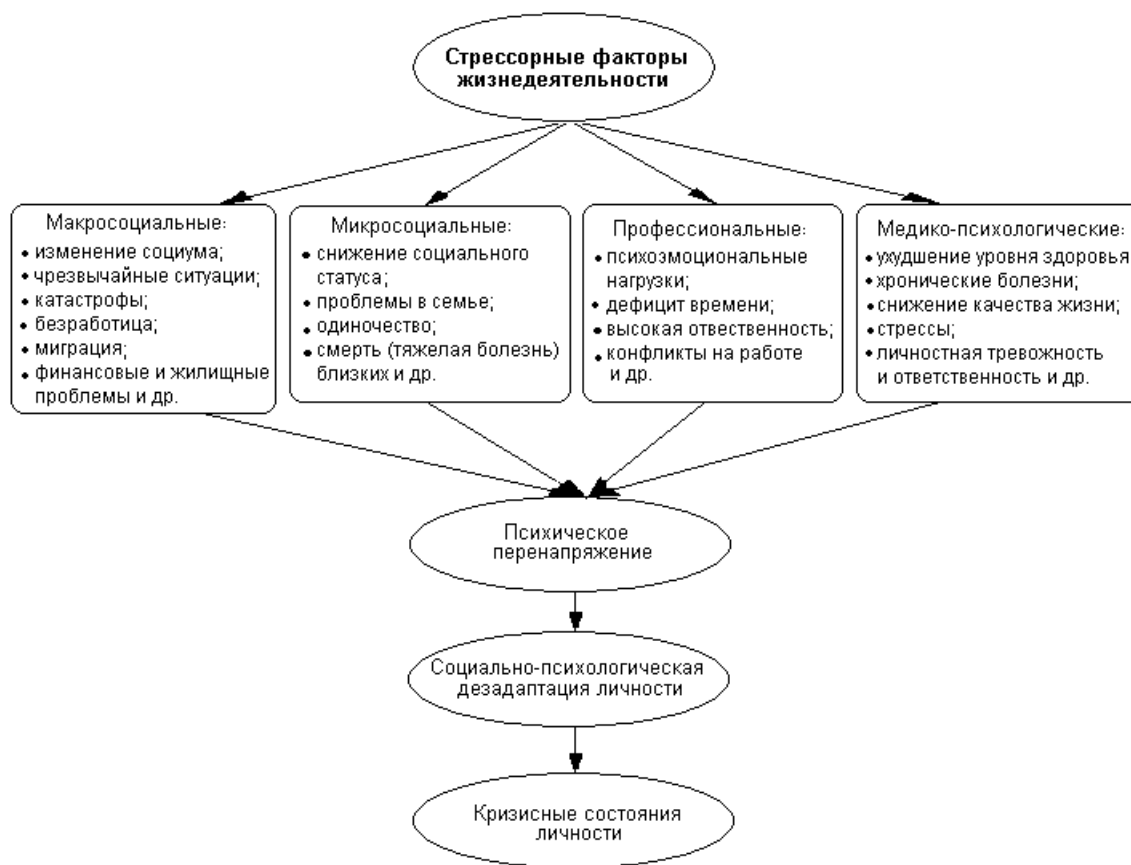 Стрессорные факторы
жизнедеятельности
Макросоциальные:
• изменение социума;
• чрезвычайные ситуации;
• катастрофы;
• безработица;
• миграция;
• финансовые и жилищные
проблемы и др.
Микросоциальные:
• снижение социального
статуса;
• проблемы в семье;
• одиночество;
• смерть (тяжелая болезнь)
близких и др.
Профессиональные:
• психоэмоциональные
нагрузки;
• дефицит времени;
• высокая отвественность;
• конфликты на работе
и др.
Медико-психологические:
• ухудшение уровня здоровья
• хронические болезни;
• снижение качества жизни;
• стрессы;
• личностная тревожность
и ответственность и др.
Психическое
перенапряжение
Социально-психологическая
дезадаптация личности
Кризисные состояния
личности